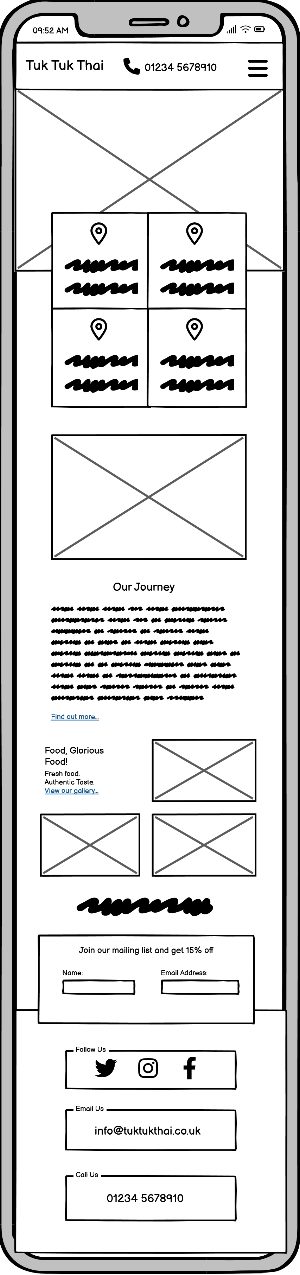 09:52 AM
Tuk Tuk Thai
01234 5678910
Our Journey
Find out more...
Food, Glorious
Food!
Fresh food.
Authentic Taste.
View our gallery...
Join our mailing list and get 15% off
Name:
Email Address:
Follow Us
Email Us
info@tuktukthai.co.uk
Call Us
01234 5678910